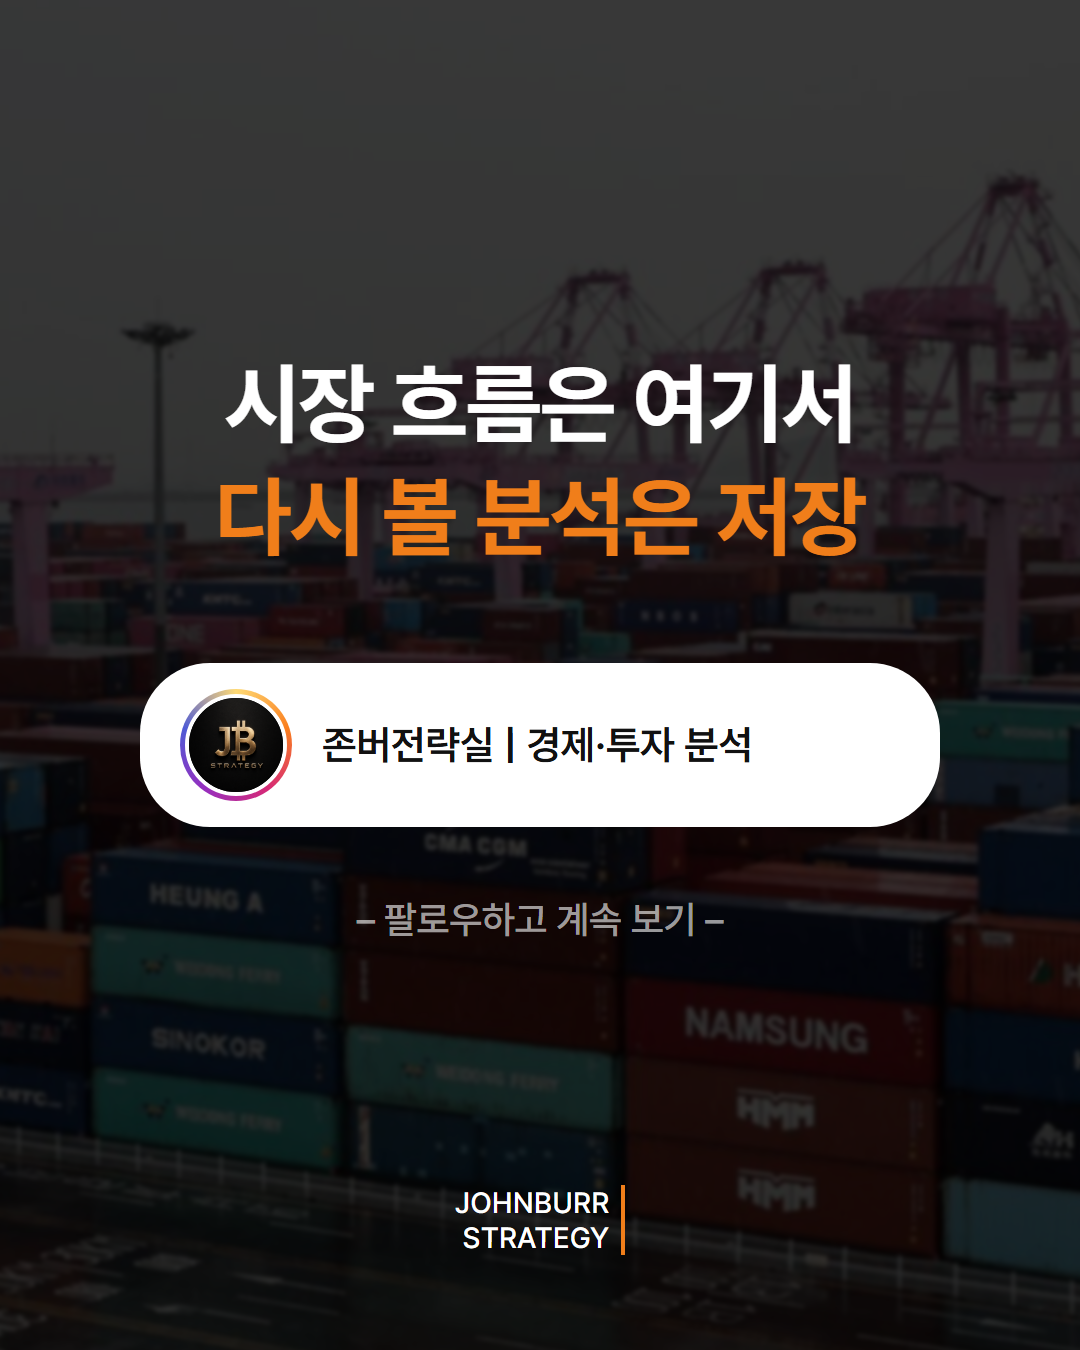 시장 흐름은 여기서
다시 볼 분석은 저장
JB
STRATEGY
존버전략실 | 경제·투자 분석
CMA CGM
HEUNG A
– 팔로우하고 계속 보기 –
SINOKOR
NAMSUNG
HMM
HMM
JOHNBURR
STRATEGY